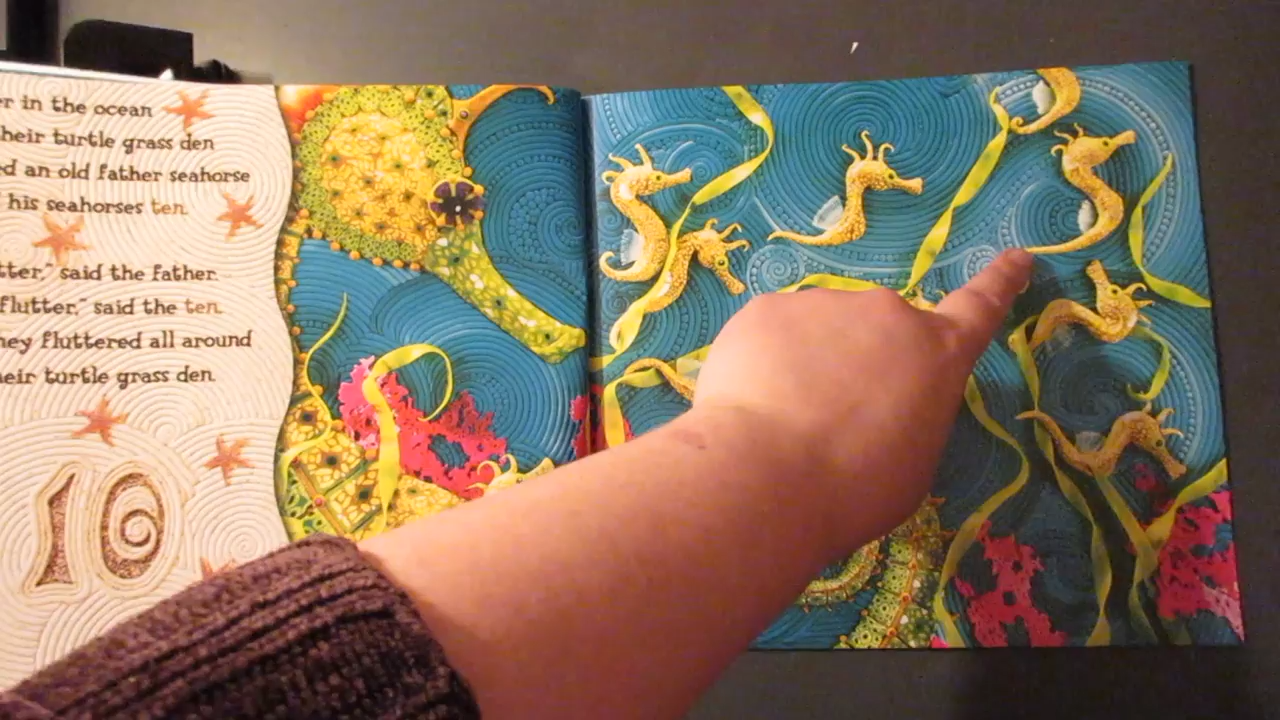 er in the ocean
heir turtle grass den
ed an old father seahorse
his seahorses ten.
tter," said the father.
flutter," said the ten.
hey fluttered all around
eir turtle grass den.
10